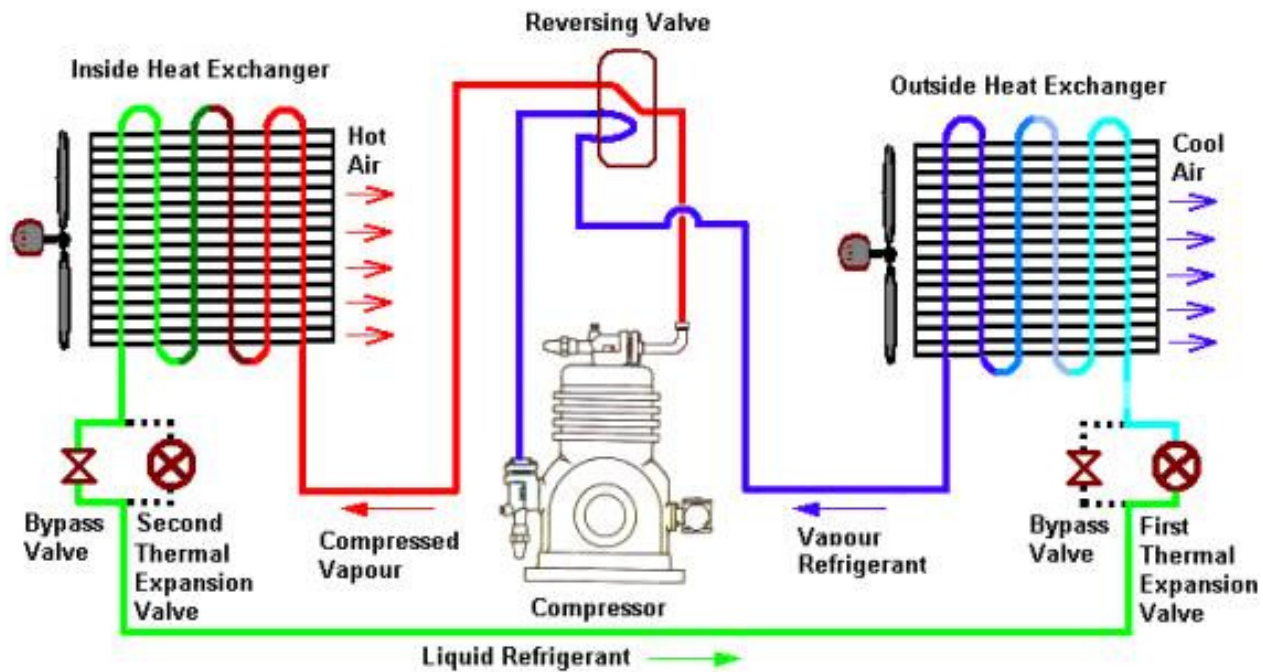 Reversing Valve
Inside Heat Exchanger
Outside Heat Exchanger
Hot
Air
Cool
Air
Bypass
Valve
Second
Thermal
Expansion
Valve
Compressed
Vapour
Compressor
Vapour
Refrigerant
Bypass
Valve
First
Thermal
Expansion
Valve
Liquid Refrigerant